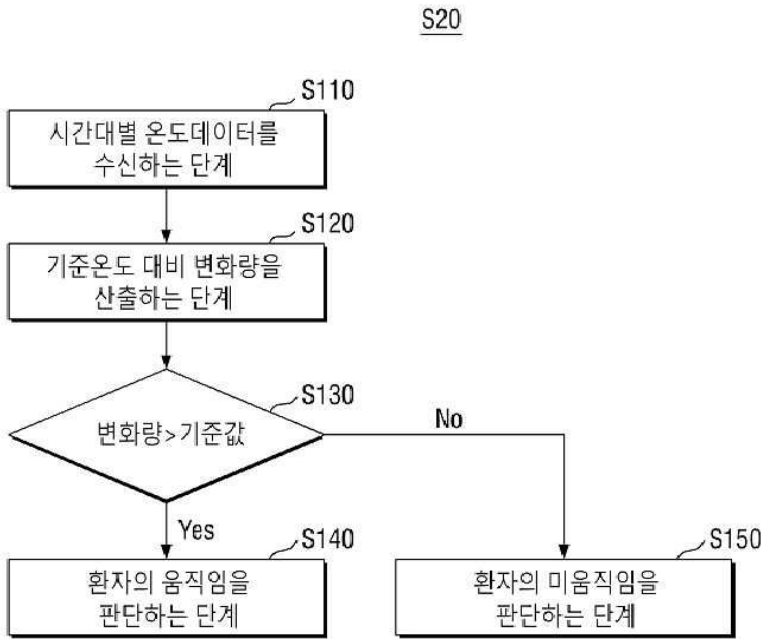 S20
S110
시간대별 온도데이터를
수신하는 단계
S120
기준온도 대비 변화량을
산출하는 단계
S130
변화량>기준값
No
Yes
S140
환자의 움직임을
판단하는 단계
S150
환자의 미움직임을
판단하는 단계